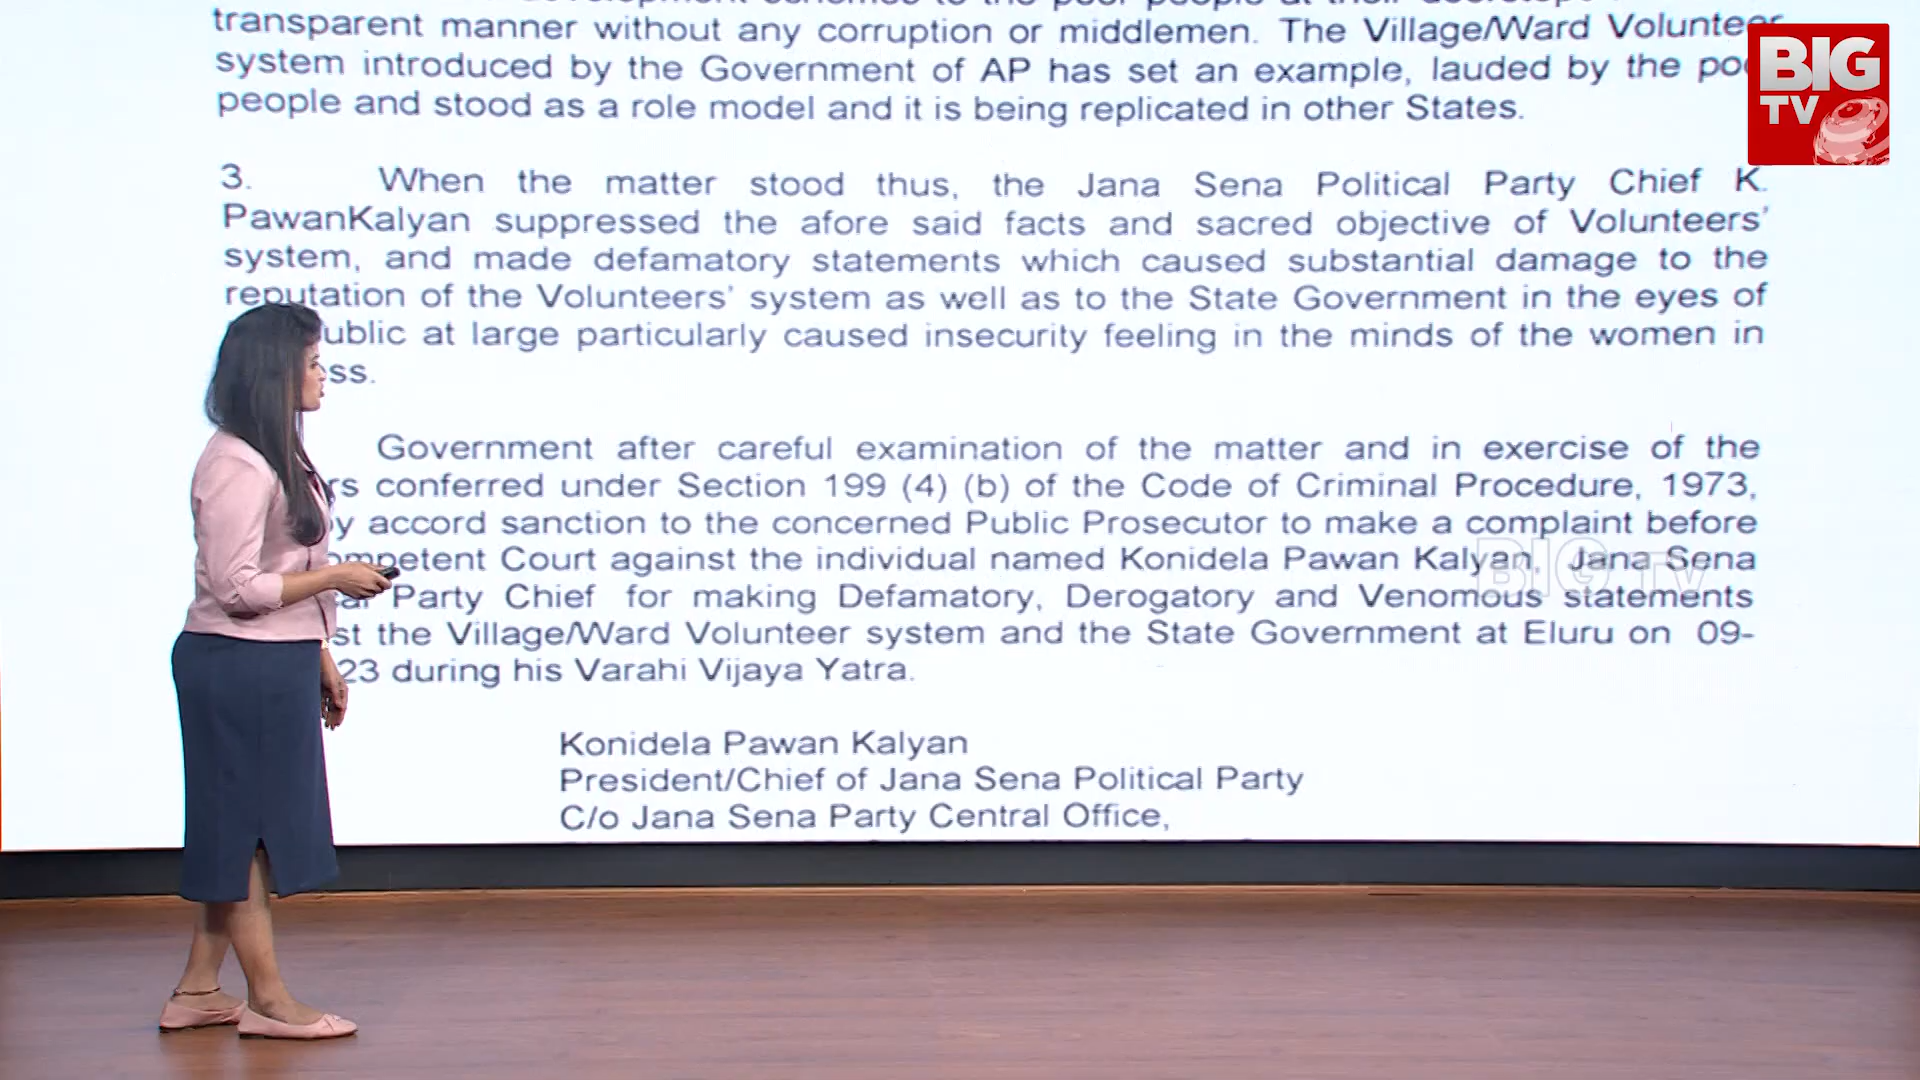 transparent manner without any corruption or middlemen. The Village/Ward Volunteer
system introduced by the Government of AP has set an example, lauded by the
people and stood as a role model and it is being replicated in other States.
3. When the matter stood thus, the Jana Sena Political Party Chief K.
PawanKalyan suppressed the afore said facts and sacred objective of Volunteers'
system, and made defamatory statements which caused substantial damage to the
reputation of the Volunteers' system as well as to the State Government in the eyes of
ublic at large particularly caused insecurity feeling in the minds of the women in
ss.
Government after careful examination of the matter and in exercise of the
rs conferred under Section 199 (4) (b) of the Code of Criminal Procedure, 1973,
y accord sanction to the concerned Public Prosecutor to make a complaint before
ompetent Court against the individual named Konidela Pawan Kalyan, Jana Sena
Party Chief for making Defamatory, Derogatory and Venomous statements
st the Village/Ward Volunteer system and the State Government at Eluru on 09-
23 during his Varahi Vijaya Yatra.
Konidela Pawan Kalyan
President/Chief of Jana Sena Political Party
C/o Jana Sena Party Central Office,
BIG
TV
BIG TV